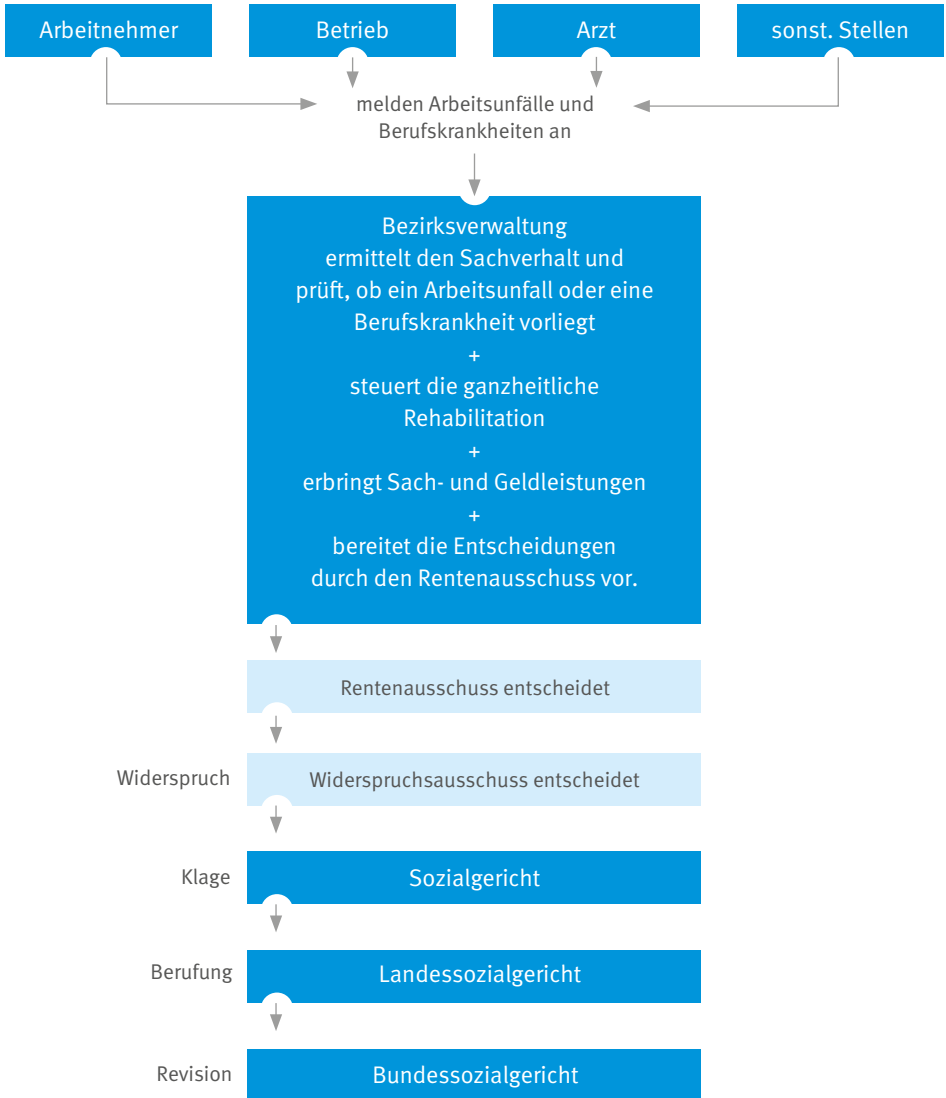 Arbeitnehmer
Betrieb
Arzt
sonst. Stellen
melden Arbeitsunfälle und
Berufskrankheiten an
Bezirksverwaltung
ermittelt den Sachverhalt und
prüft, ob ein Arbeitsunfall oder eine
Berufskrankheit vorliegt
+
steuert die ganzheitliche
Rehabilitation
+
erbringt Sach- und Geldleistungen
+
bereitet die Entscheidungen
durch den Rentenausschuss vor.
Rentenausschuss entscheidet
Widerspruch
Widerspruchsausschuss entscheidet
Klage
Sozialgericht
Berufung
Landessozialgericht
Revision
Bundessozialgericht